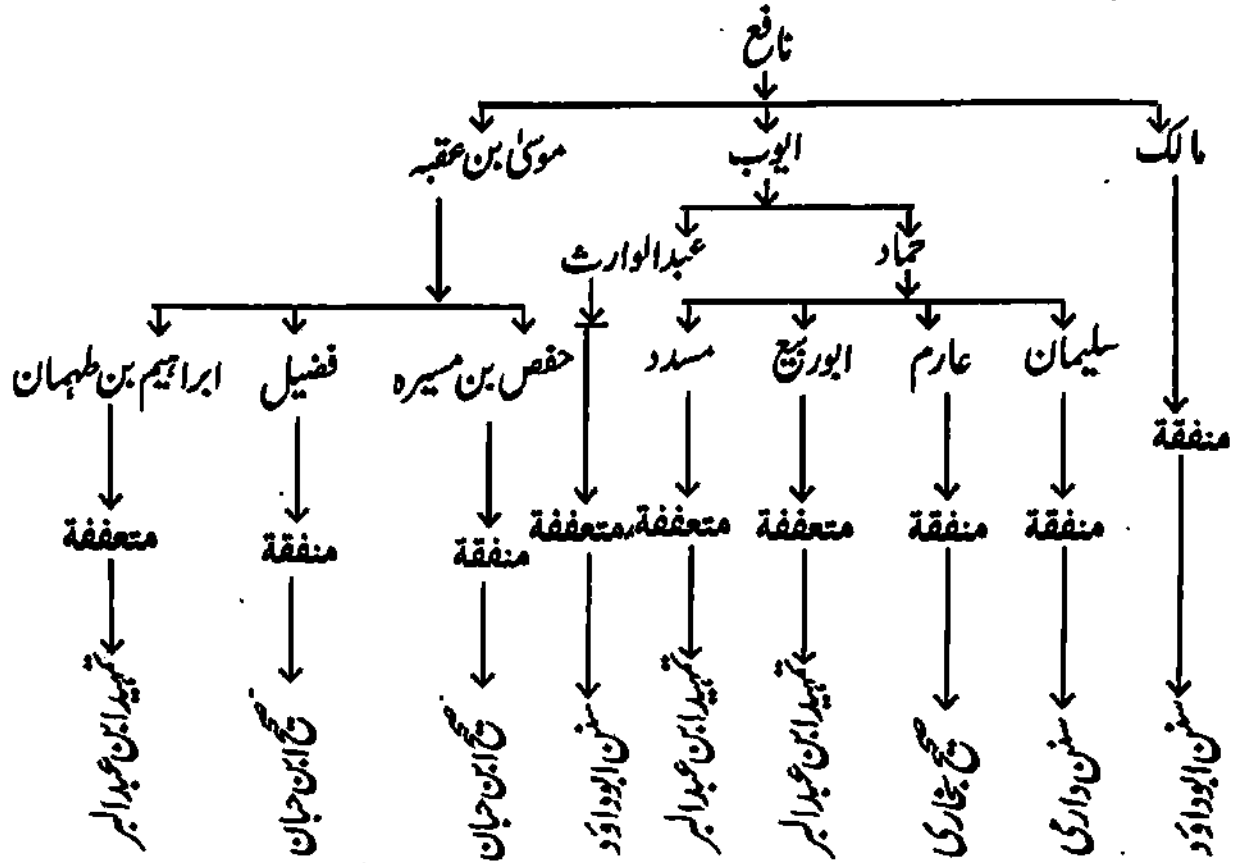 نافع
مالک ایوب موسیٰ بن عقبہ
حماد عبدالوارث
سلیمان عارم ابوربیع مسدد حفص بن مسیرہ فضیل ابراہیم بن طہمان
منفقة
منفقة منفقة متعففة متعففة متعففة منفقة منفقة متعففة
سنن ابوداؤد سنن دارمی صحیح بخاری تمہید ابن عبدالبر تمہید ابن عبدالبر سنن ابوداؤد صحیح ابن حبان صحیح ابن حبان تمہید ابن عبدالبر